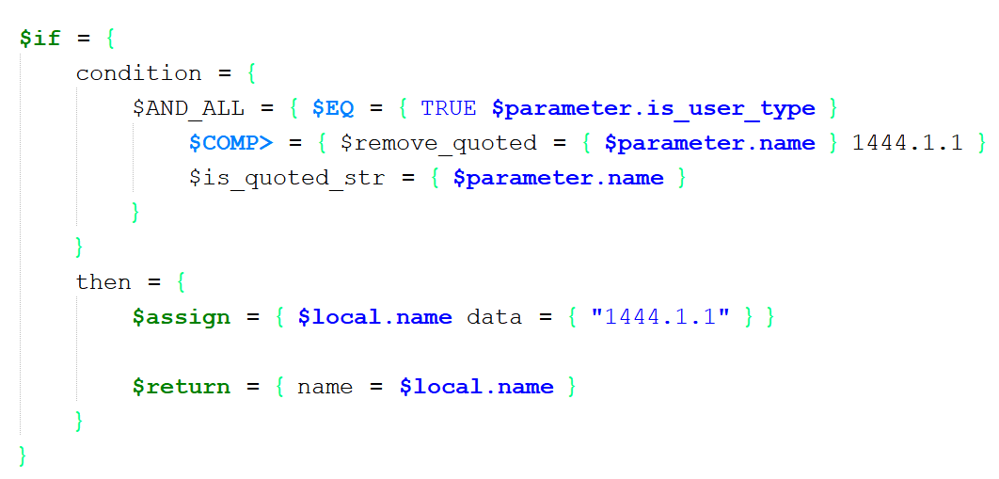 $if = {
    condition = {
        $AND_ALL = { $EQ = { TRUE $parameter.is_user_type }
            $COMP> = { $remove_quoted = { $parameter.name } 1444.1.1 }
            $is_quoted_str = { $parameter.name }
        }
    }
    then = {
        $assign = { $local.name data = { "1444.1.1" } }

        $return = { name = $local.name }
    }
}